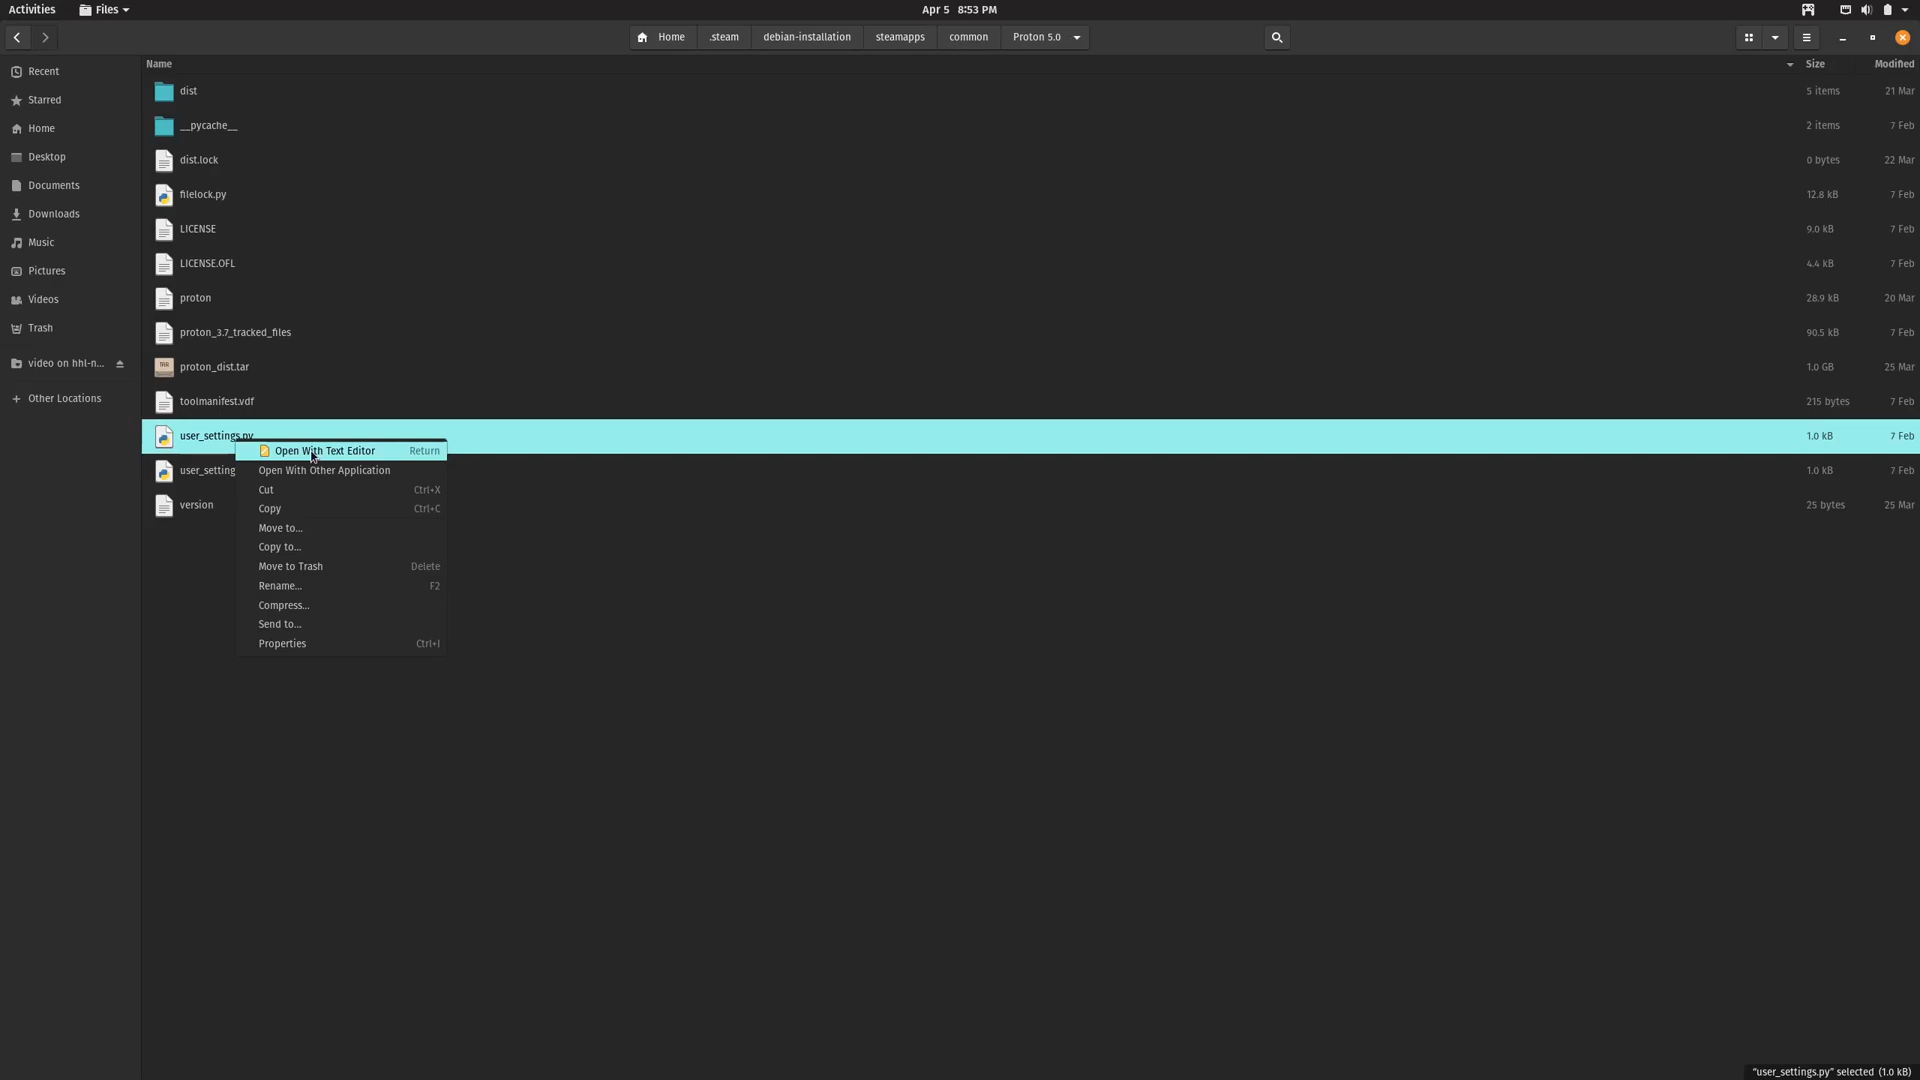 Activities Files Apr 5 8:53 PM
Home .steam debian-installation steamapps common Proton 5.0
Name Size Modified
Recent
Starred
Home
Desktop
Documents
Downloads
Music
Pictures
Videos
Trash
video on hhl-n...
Other Locations
dist 5 items 21 Mar
__pycache__ 2 items 7 Feb
dist.lock 0 bytes 22 Mar
filelock.py 12.8 kB 7 Feb
LICENSE 9.0 kB 7 Feb
LICENSE.OFL 4.4 kB 7 Feb
proton 28.9 kB 20 Mar
proton_3.7_tracked_files 90.5 kB 7 Feb
proton_dist.tar 1.0 GB 25 Mar
toolmanifest.vdf 215 bytes 7 Feb
user_settings.py 1.0 kB 7 Feb
user_setting 1.0 kB 7 Feb
version 25 bytes 25 Mar
Open With Text Editor Return
Open With Other Application
Cut Ctrl+X
Copy Ctrl+C
Move to...
Copy to...
Move to Trash Delete
Rename... F2
Compress...
Send to...
Properties Ctrl+I
"user_settings.py" selected (1.0 kB)